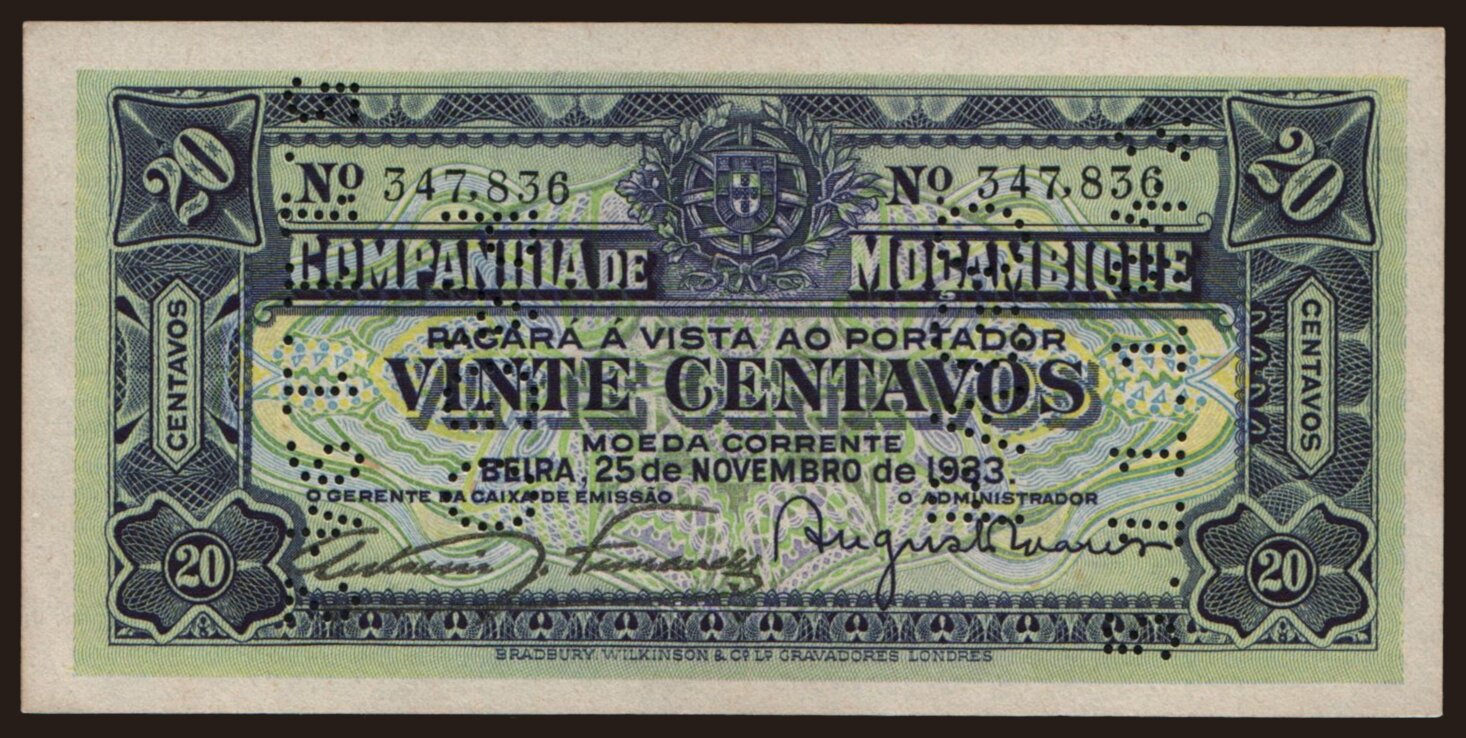 20
20
Nº 347,836
Nº 347,836
COMPANHIA DE MOÇAMBIQUE
PAGARÁ Á VISTA AO PORTADOR
VINTE CENTAVOS
MOEDA CORRENTE
BEIRA, 25 de NOVEMBRO de 1933.
O GERENTE DA CAIXA DE EMISSÃO
O ADMINISTRADOR
CENTAVOS
CENTAVOS
20
20
BRADBURY, WILKINSON & Cº Lᴰ GRAVADORES LONDRES